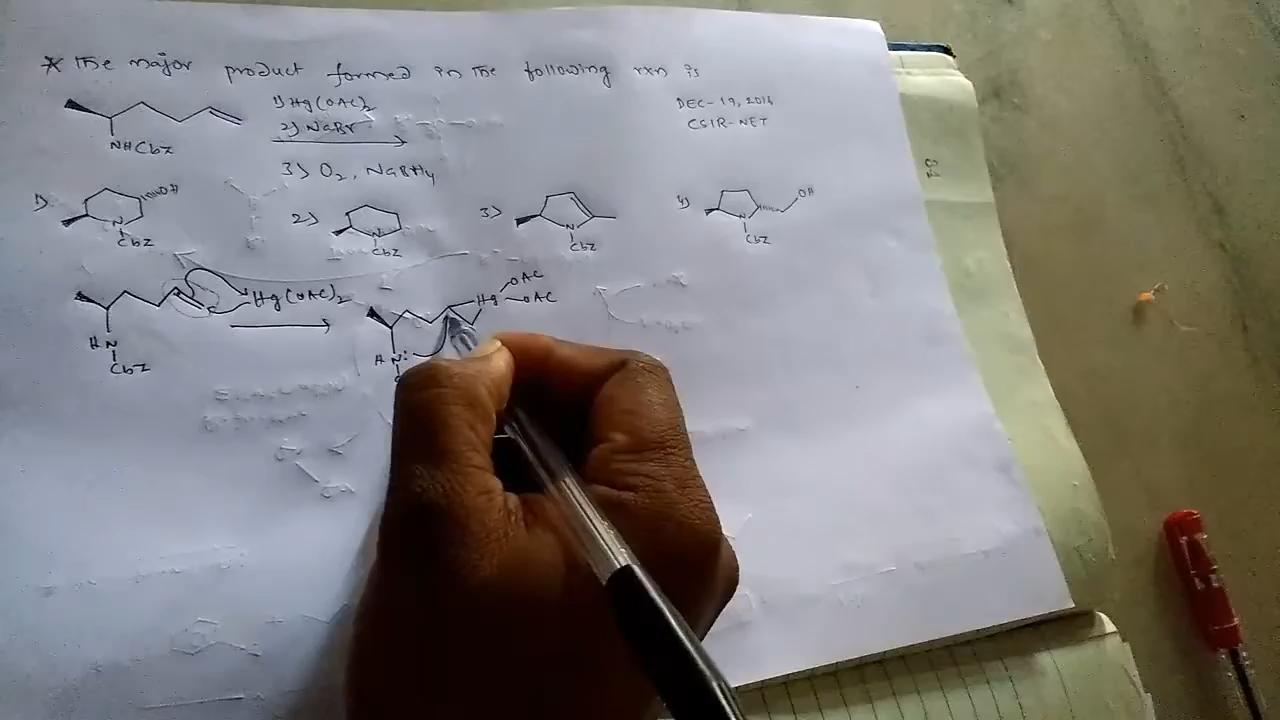 * The major product formed in the following rxn is
1) Hg(OAC)2
2) NaBr
3) O2, NaBH4
DEC-19, 2016
CSIR-NET
NHCbz
1)
OH
N
Cbz
2)
N
Cbz
3)
N
Cbz
4)
OH
N
Cbz
Hg(OAC)2
HN
Cbz
Hg
OAC
OAC
HN: